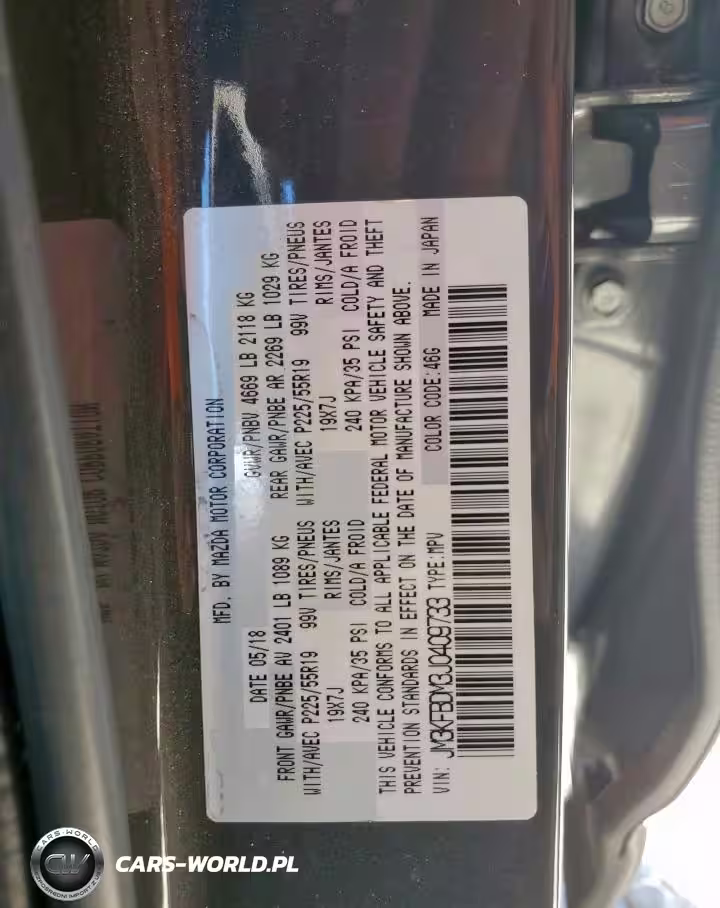 MFD. BY MAZDA MOTOR CORPORATION
DATE 05/18 GVWR/PNBV 4669 LB 2118 KG
FRONT GAWR/PNBE AV 2401 LB 1089 KG REAR GAWR/PNBE AR 2269 LB 1029 KG
WITH/AVEC P225/55R19 99V TIRES/PNEUS WITH/AVEC P225/55R19 99V TIRES/PNEUS
19X7J RIMS/JANTES 19X7J RIMS/JANTES
240 KPA/35 PSI COLD/A FROID 240 KPA/35 PSI COLD/A FROID
THIS VEHICLE CONFORMS TO ALL APPLICABLE FEDERAL MOTOR VEHICLE SAFETY AND THEFT
PREVENTION STANDARDS IN EFFECT ON THE DATE OF MANUFACTURE SHOWN ABOVE.
VIN: JM3KFBDM3J0409733 TYPE:MPV COLOR CODE:46G MADE IN JAPAN
CARS-WORLD
CW
CARS-WORLD.PL